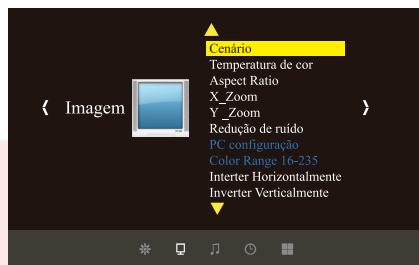 Cenário
Temperatura de cor
Aspect Ratio
X_Zoom
Imagem
Y _Zoom
Redução de ruído
PC configuração
Color Range 16-235
Interter Horizontalmente
Inverter Verticalmente